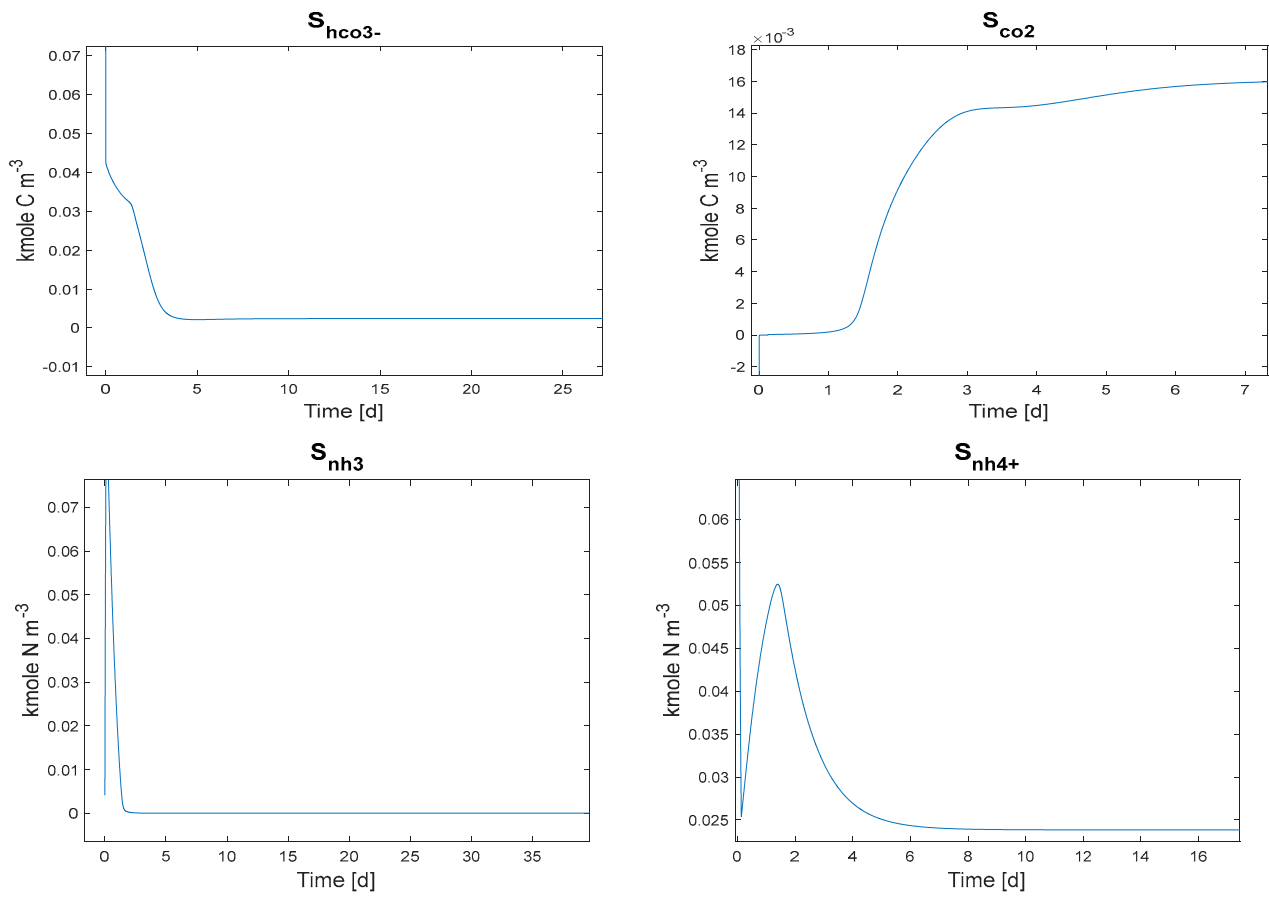 S_hco3-
0.07
0.06
0.05
0.04
0.03
0.02
0.01
0
-0.01
kmole C m^-3
0 5 10 15 20 25
Time [d]
S_co2
×10^-3
18
16
14
12
10
8
6
4
2
0
-2
kmole C m^-3
0 1 2 3 4 5 6 7
Time [d]
S_nh3
0.07
0.06
0.05
0.04
0.03
0.02
0.01
0
kmole N m^-3
0 5 10 15 20 25 30 35
Time [d]
S_nh4+
0.06
0.055
0.05
0.045
0.04
0.035
0.03
0.025
kmole N m^-3
0 2 4 6 8 10 12 14 16
Time [d]